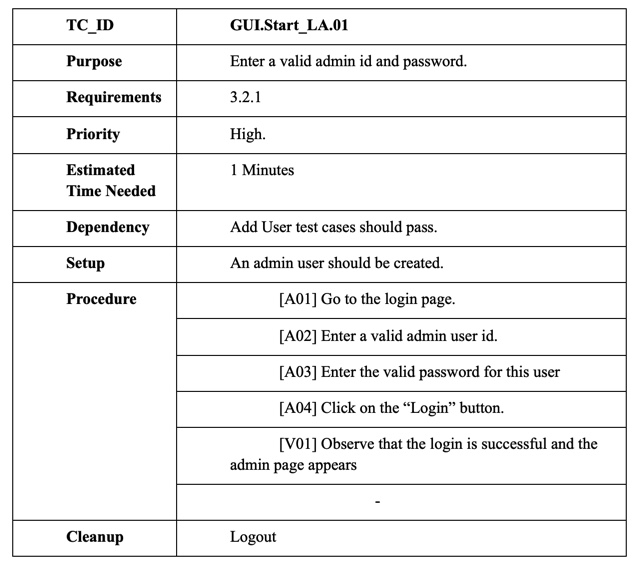 TC_ID GUI.Start_LA.01
Purpose Enter a valid admin id and password.
Requirements 3.2.1
Priority High.
Estimated 1 Minutes
Time Needed
Dependency Add User test cases should pass.
Setup An admin user should be created.
Procedure [A01] Go to the login page.
[A02] Enter a valid admin user id.
[A03] Enter the valid password for this user
[A04] Click on the “Login” button.
[V01] Observe that the login is successful and the
admin page appears
-
Cleanup Logout